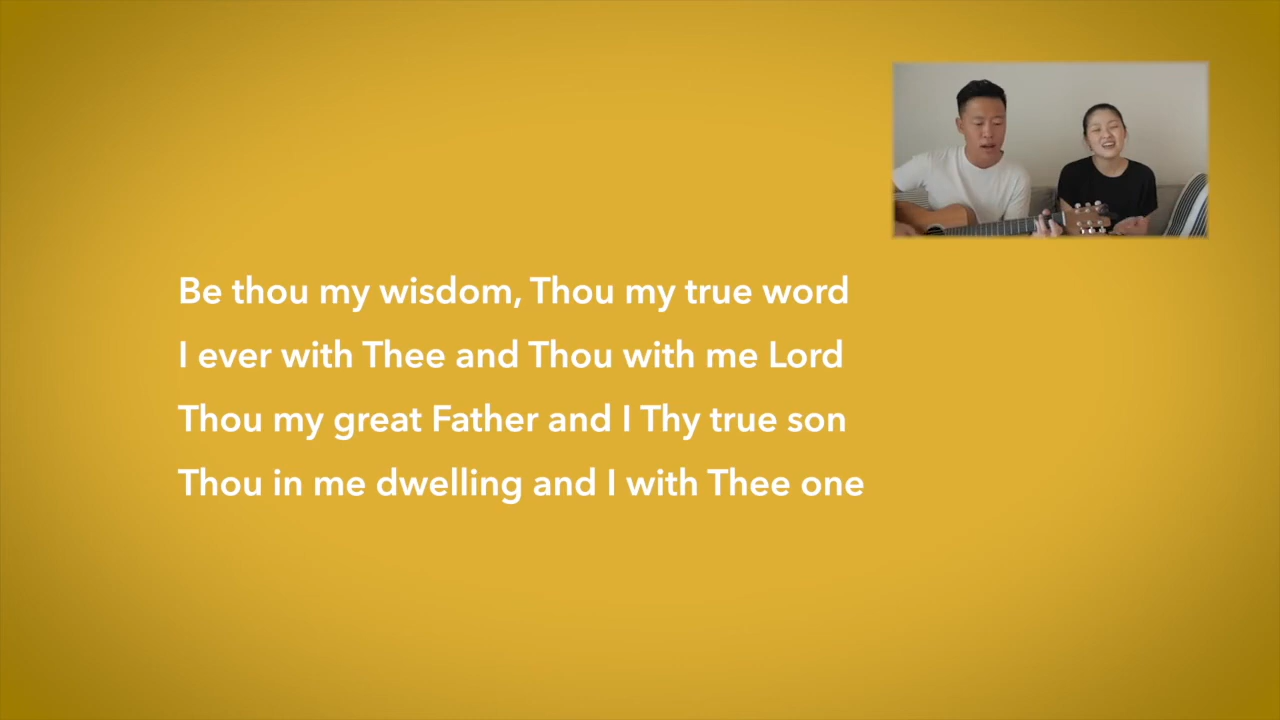 Be thou my wisdom, Thou my true word
I ever with Thee and Thou with me Lord
Thou my great Father and I Thy true son
Thou in me dwelling and I with Thee one